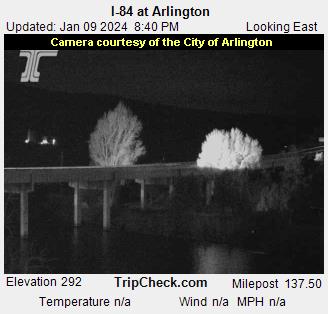 I-84 at Arlington
Updated: Jan 09 2024 8:40 PM Looking East
Camera courtesy of the City of Arlington
Elevation 292 TripCheck.com Milepost 137.50
Temperature n/a Wind n/a MPH n/a